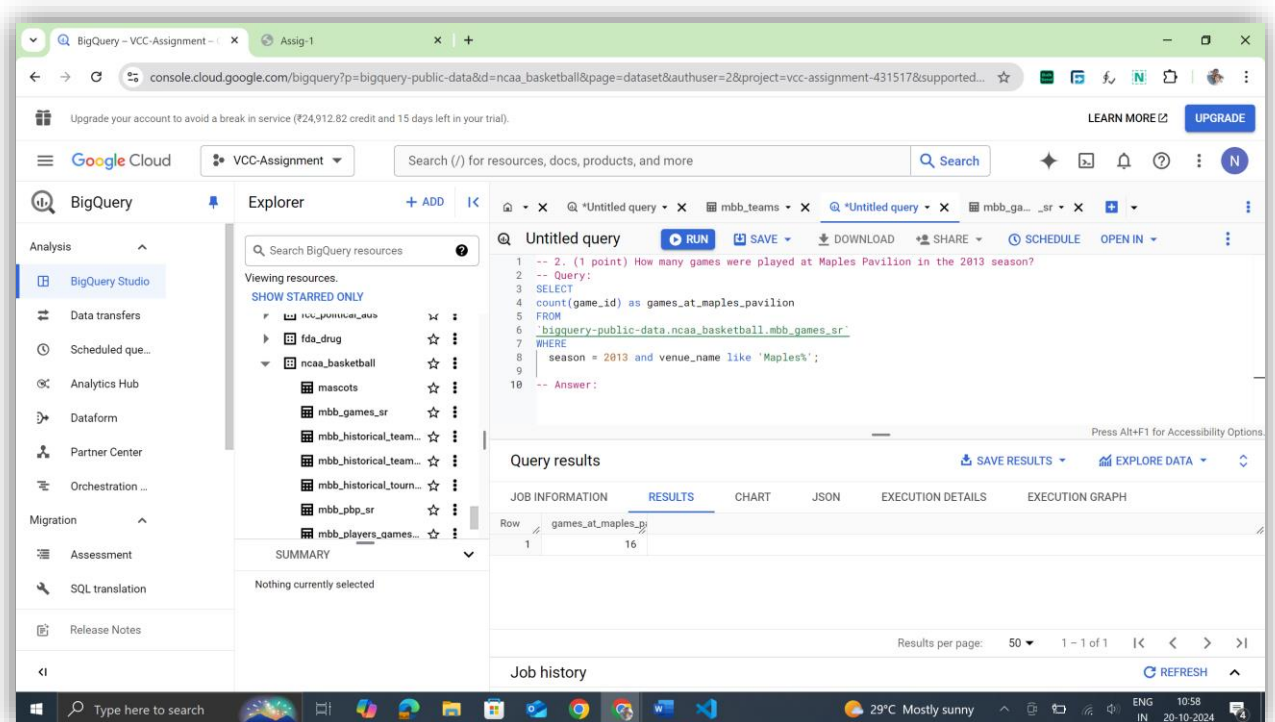 BigQuery – VCC-Assignment – (
Assig-1
console.cloud.google.com/bigquery?p=bigquery-public-data&d=ncaa_basketball&page=dataset&authuser=2&project=vcc-assignment-431517&supported...
Upgrade your account to avoid a break in service (₹24,912.82 credit and 15 days left in your trial).
LEARN MORE
UPGRADE
Google Cloud
VCC-Assignment
Search (/) for resources, docs, products, and more
Search
N
BigQuery
Analysis
BigQuery Studio
Data transfers
Scheduled que...
Analytics Hub
Dataform
Partner Center
Orchestration ...
Migration
Assessment
SQL translation
Release Notes
Explorer
+ ADD
Search BigQuery resources
Viewing resources.
SHOW STARRED ONLY
fcc_political_ads
fda_drug
ncaa_basketball
mascots
mbb_games_sr
mbb_historical_team...
mbb_historical_team...
mbb_historical_tourn...
mbb_pbp_sr
mbb_players_games...
SUMMARY
Nothing currently selected
*Untitled query
mbb_teams
*Untitled query
mbb_ga... _sr
Untitled query
RUN
SAVE
DOWNLOAD
SHARE
SCHEDULE
OPEN IN
1 -- 2. (1 point) How many games were played at Maples Pavilion in the 2013 season?
2 -- Query:
3 SELECT
4 count(game_id) as games_at_maples_pavilion
5 FROM
6 `bigquery-public-data.ncaa_basketball.mbb_games_sr`
7 WHERE
8 season = 2013 and venue_name like 'Maples%';
9
10 -- Answer:
Press Alt+F1 for Accessibility Options.
Query results
SAVE RESULTS
EXPLORE DATA
JOB INFORMATION
RESULTS
CHART
JSON
EXECUTION DETAILS
EXECUTION GRAPH
Row games_at_maples_pa
1 16
Results per page: 50 1 – 1 of 1
Job history
REFRESH
Type here to search
29°C Mostly sunny
ENG
IN
10:58
20-10-2024